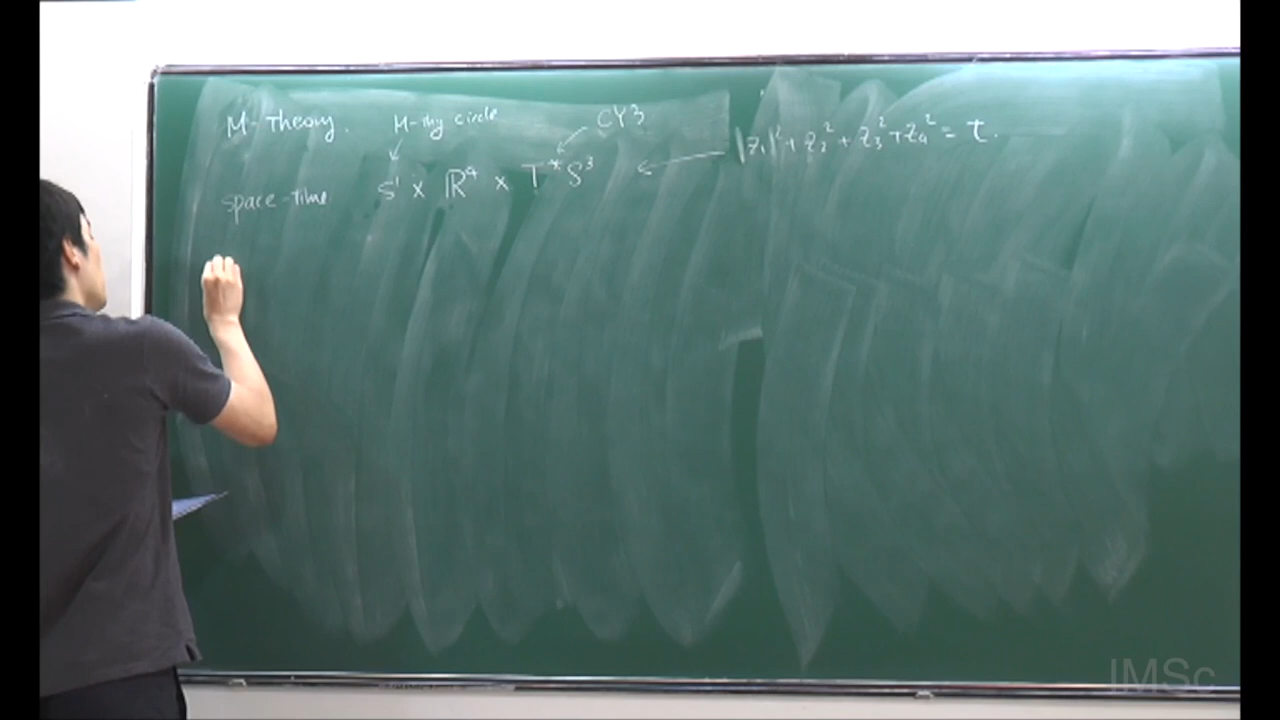 M-Theory. M-thy circle CY3
|z₁|² + z₂² + z₃² + z₄² = t.
space-time S¹ × ℝ⁴ × T*S³
IMSc